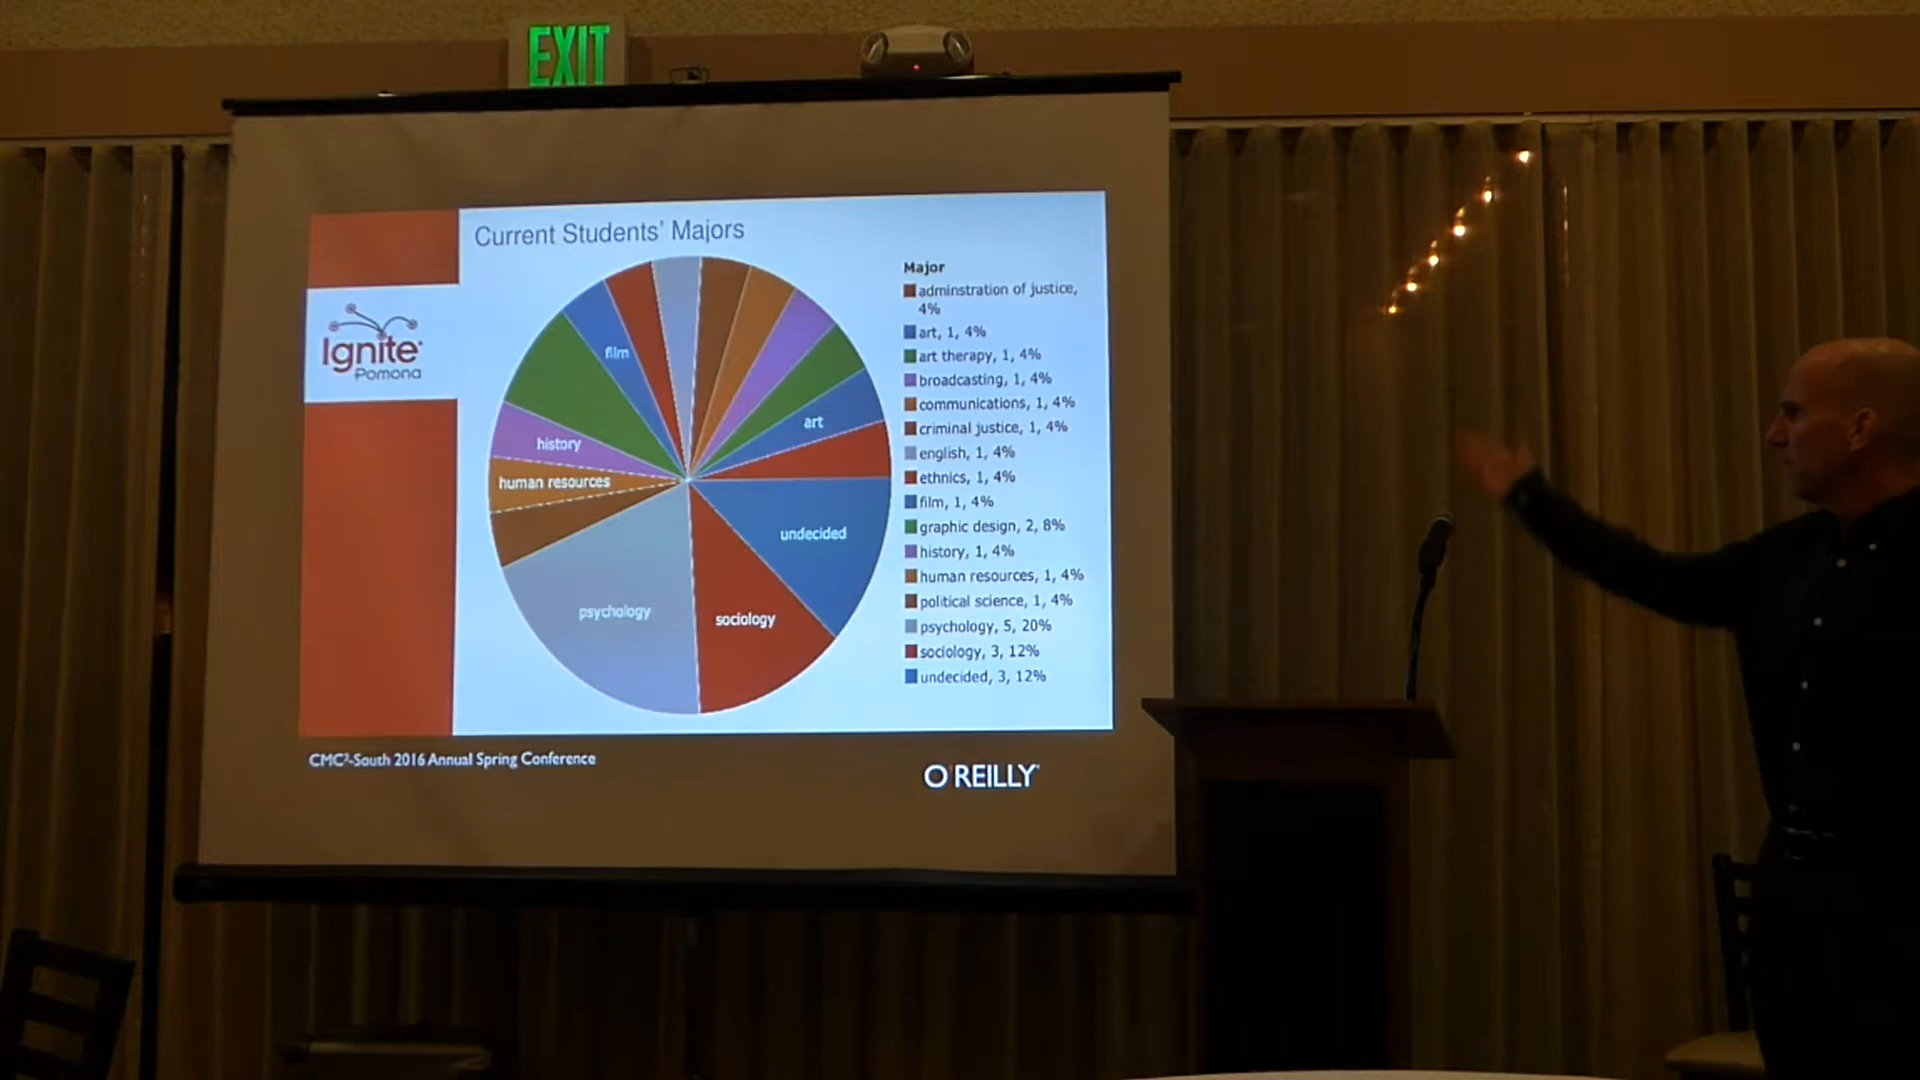 EXIT
Current Students' Majors
Ignite
Pomona
film
art
history
human resources
undecided
psychology
sociology
Major
adminstration of justice,
4%
art, 1, 4%
art therapy, 1, 4%
broadcasting, 1, 4%
communications, 1, 4%
criminal justice, 1, 4%
english, 1, 4%
ethnics, 1, 4%
film, 1, 4%
graphic design, 2, 8%
history, 1, 4%
human resources, 1, 4%
political science, 1, 4%
psychology, 5, 20%
sociology, 3, 12%
undecided, 3, 12%
CMC³-South 2016 Annual Spring Conference
O'REILLY